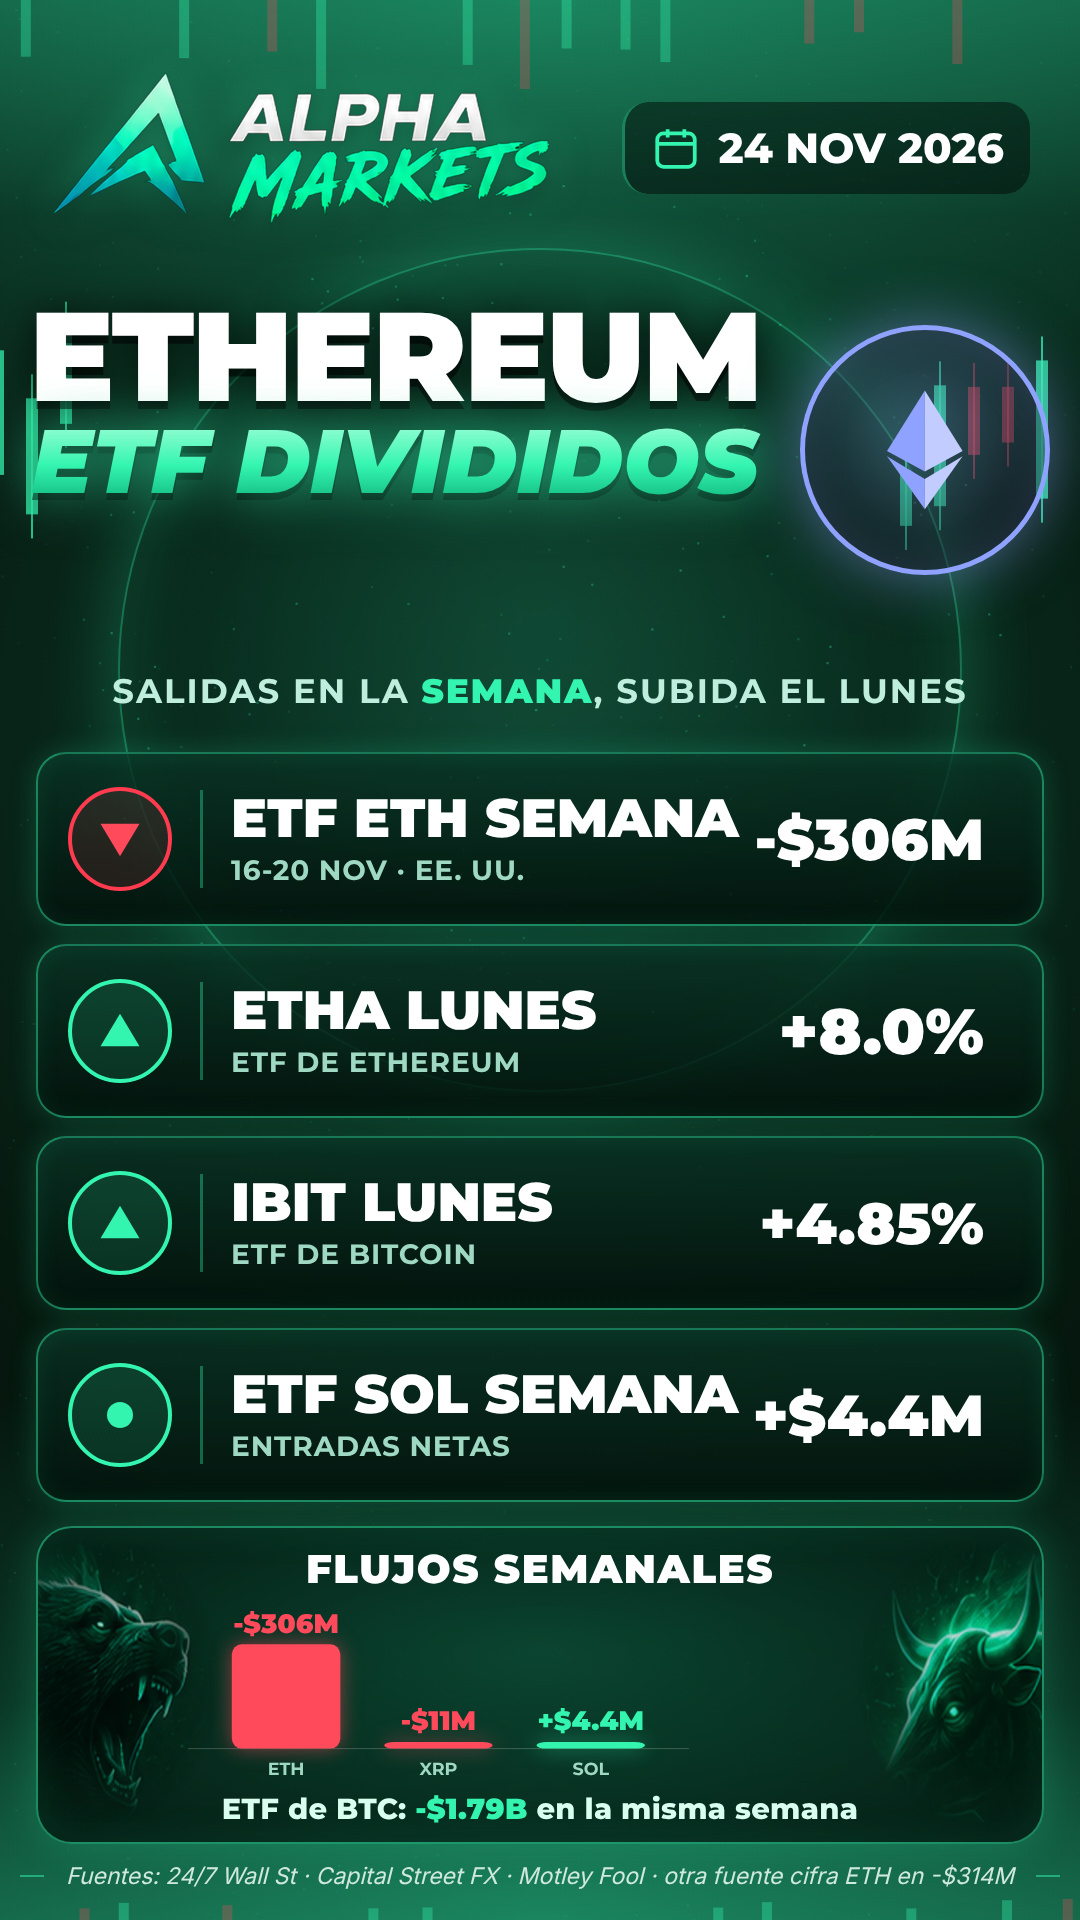 ALPHA
MARKETS
24 NOV 2026
ETHEREUM
ETF DIVIDIDOS
SALIDAS EN LA SEMANA, SUBIDA EL LUNES
ETF ETH SEMANA
-$306M
16-20 NOV · EE. UU.
ETHA LUNES
+8.0%
ETF DE ETHEREUM
IBIT LUNES
+4.85%
ETF DE BITCOIN
ETF SOL SEMANA
+$4.4M
ENTRADAS NETAS
FLUJOS SEMANALES
-$306M
-$11M
+$4.4M
ETH
XRP
SOL
ETF de BTC: -$1.79B en la misma semana
Fuentes: 24/7 Wall St · Capital Street FX · Motley Fool · otra fuente cifra ETH en -$314M